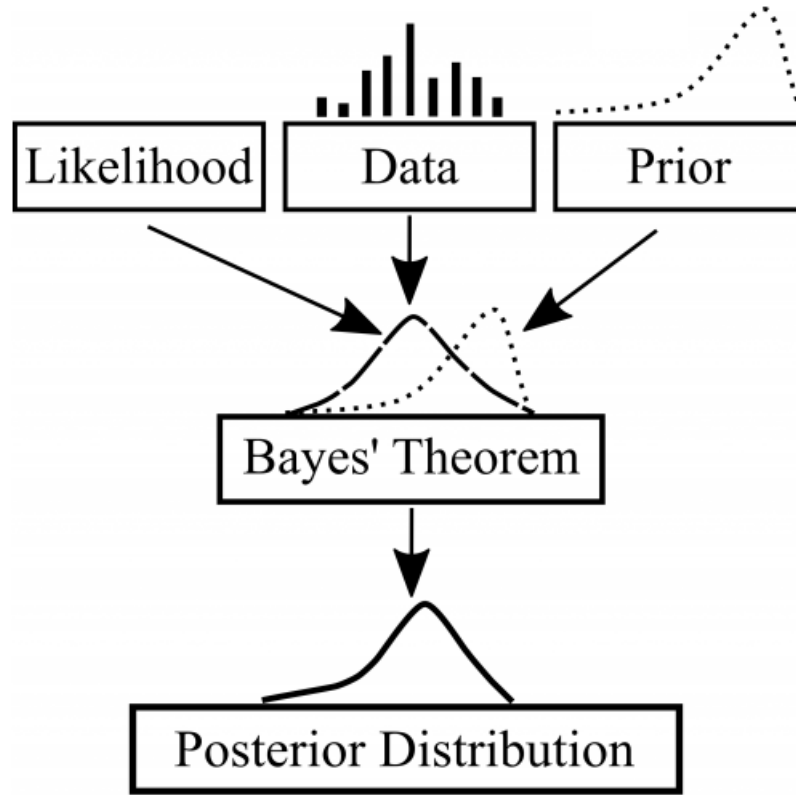 Likelihood
Data
Prior
Bayes' Theorem
Posterior Distribution